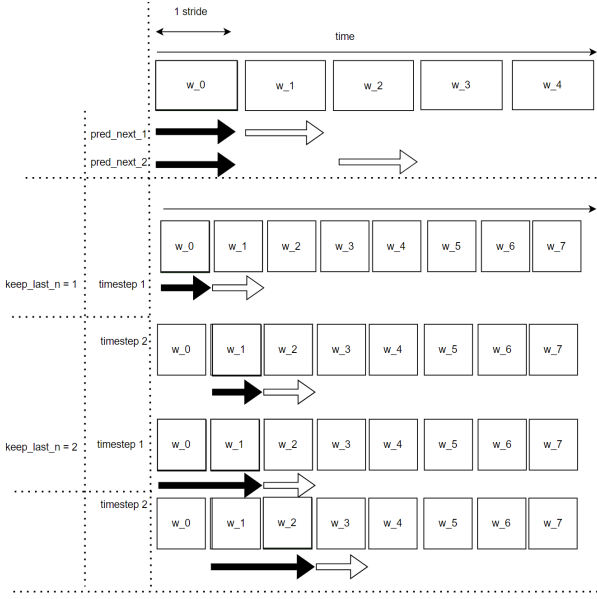 1 stride
time
w_0 w_1 w_2 w_3 w_4
pred_next_1
pred_next_2
w_0 w_1 w_2 w_3 w_4 w_5 w_6 w_7
keep_last_n = 1 timestep 1
timestep 2
w_0 w_1 w_2 w_3 w_4 w_5 w_6 w_7
keep_last_n = 2 timestep 1 w_0 w_1 w_2 w_3 w_4 w_5 w_6 w_7
timestep 2
w_0 w_1 w_2 w_3 w_4 w_5 w_6 w_7